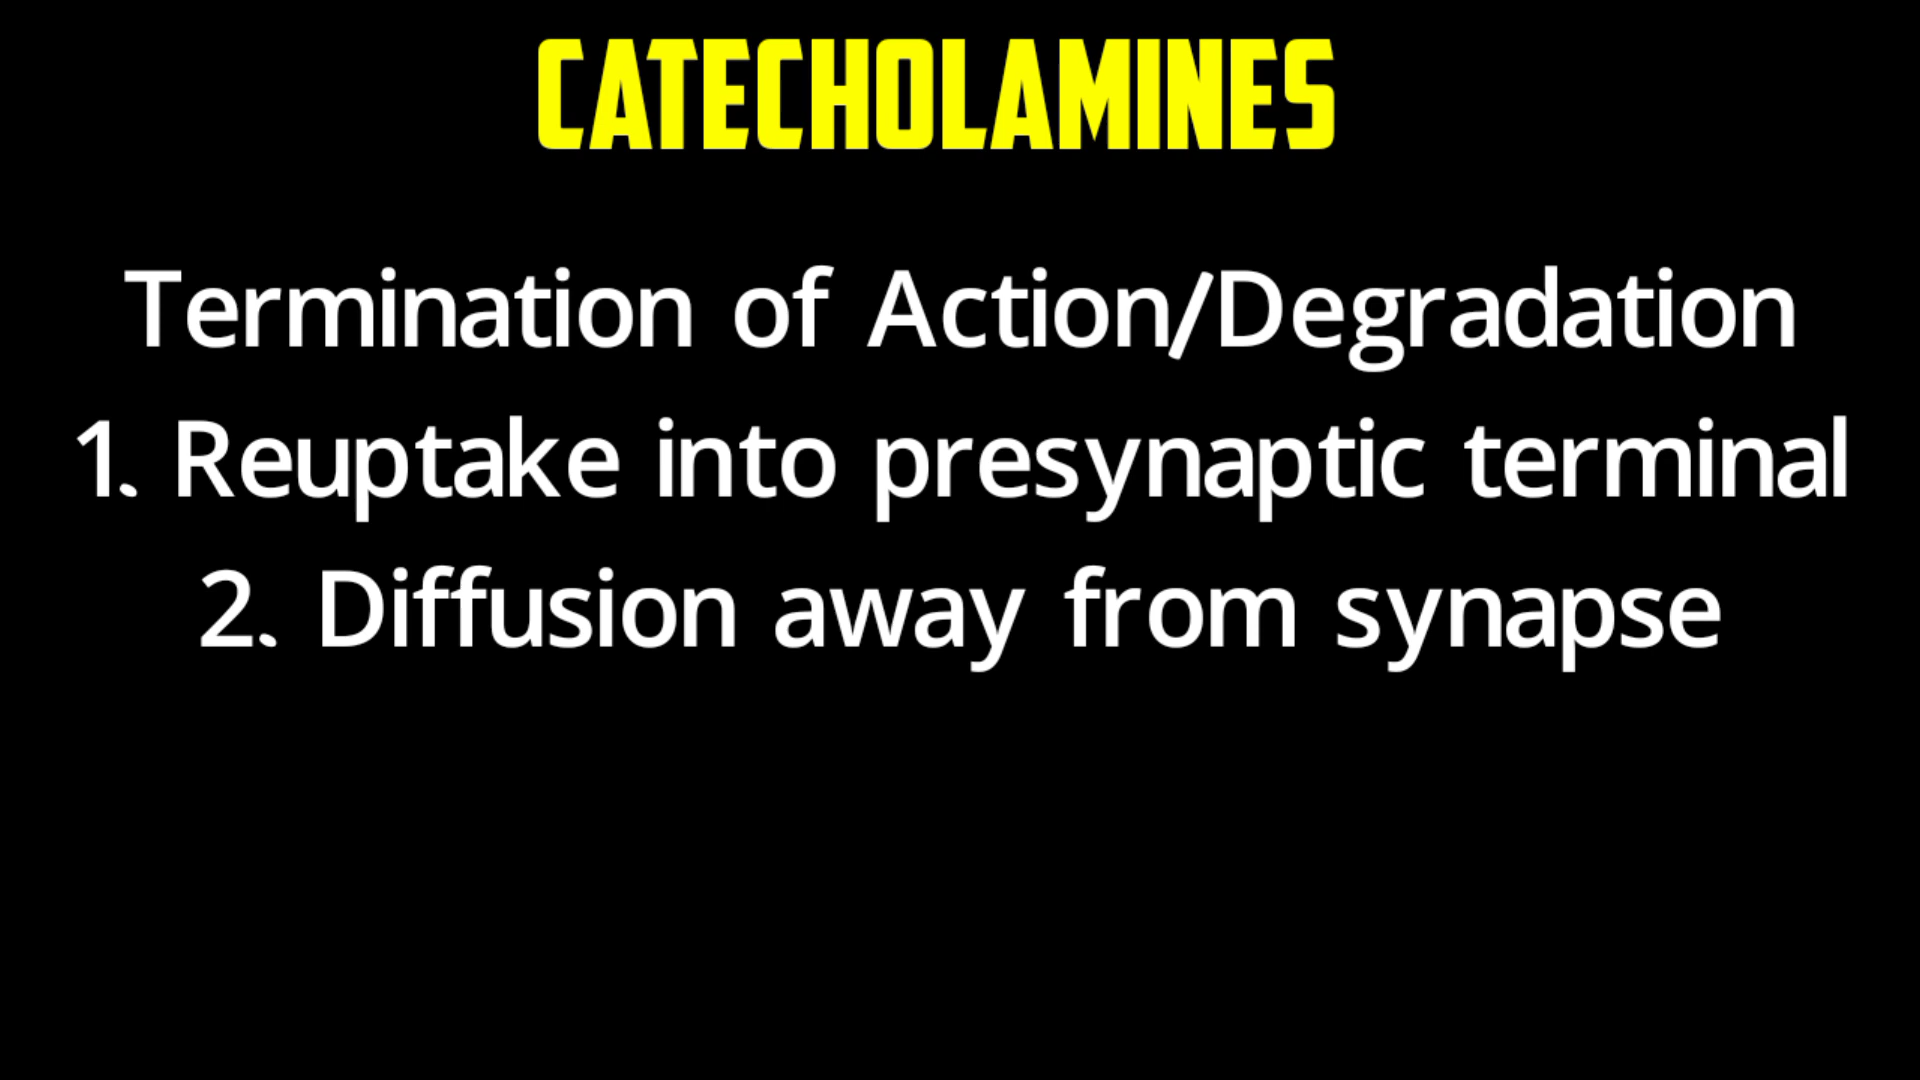 CATECHOLAMINES
Termination of Action/Degradation
1. Reuptake into presynaptic terminal
2. Diffusion away from synapse